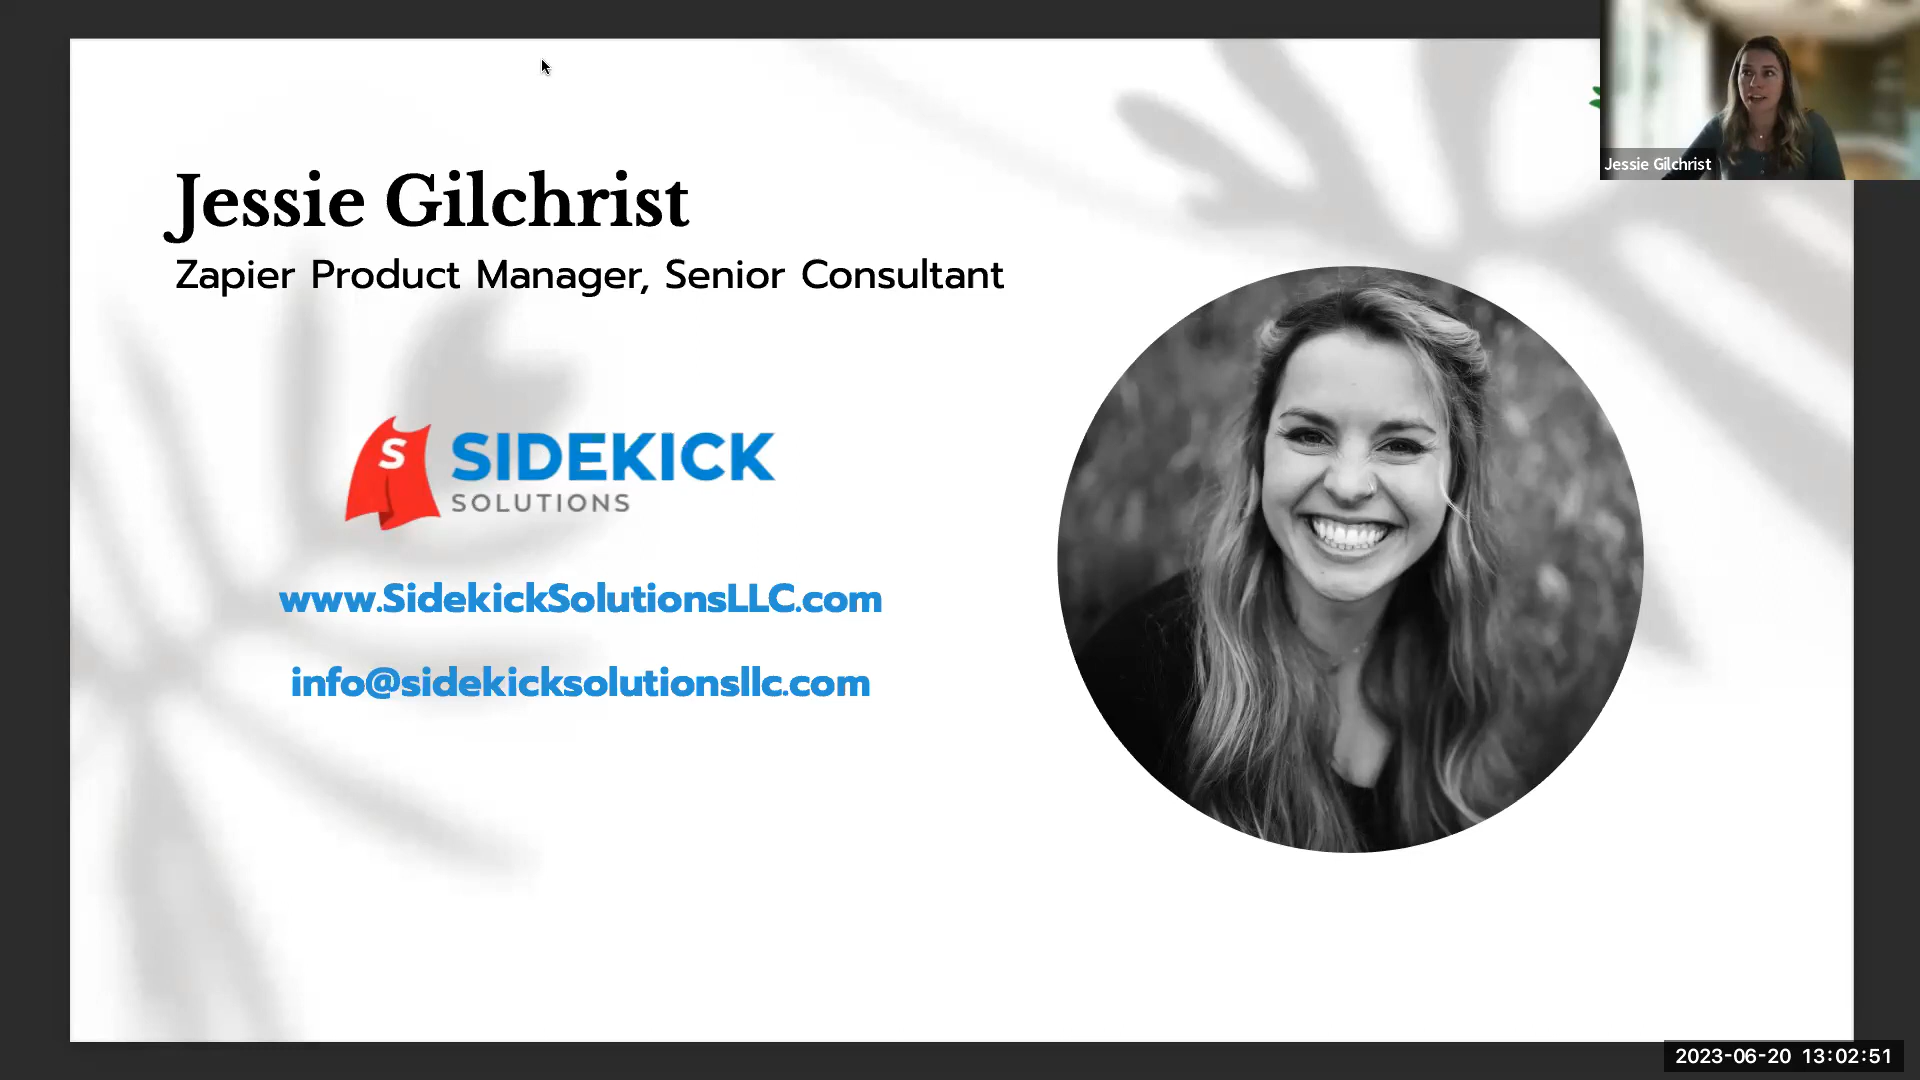 Jessie Gilchrist
Jessie Gilchrist
Zapier Product Manager, Senior Consultant
S SIDEKICK
SOLUTIONS
www.SidekickSolutionsLLC.com
info@sidekicksolutionsllc.com
2023-06-20 13:02:51